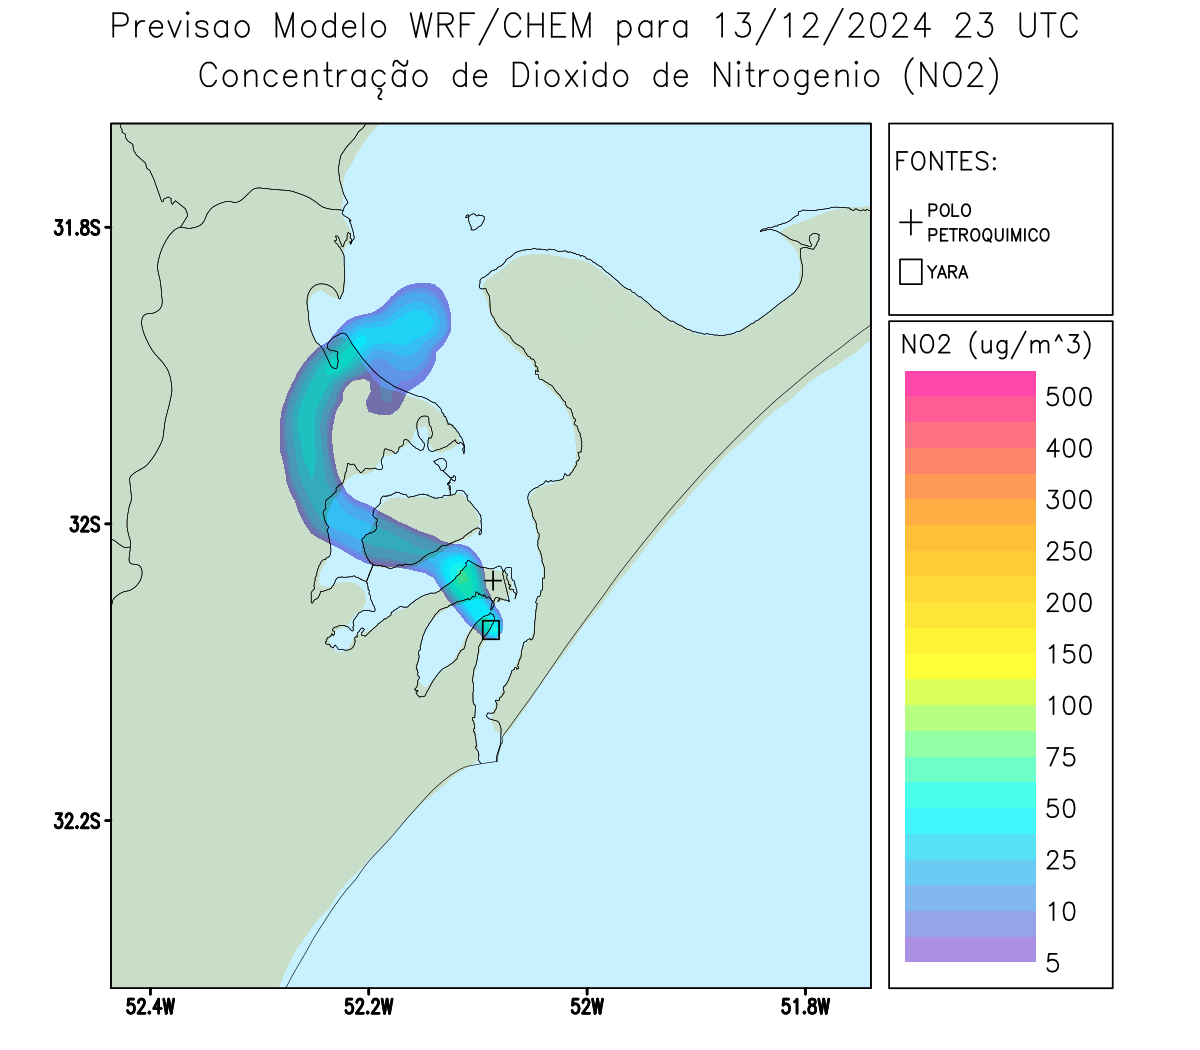 Previsao Modelo WRF/CHEM para 13/12/2024 23 UTC
Concentração de Dioxido de Nitrogenio (NO2)
FONTES:
POLO
PETROQUIMICO
YARA
NO2 (ug/m^3)
500
400
300
250
200
150
100
75
50
25
10
5
31.8S
32S
32.2S
52.4W
52.2W
52W
51.8W